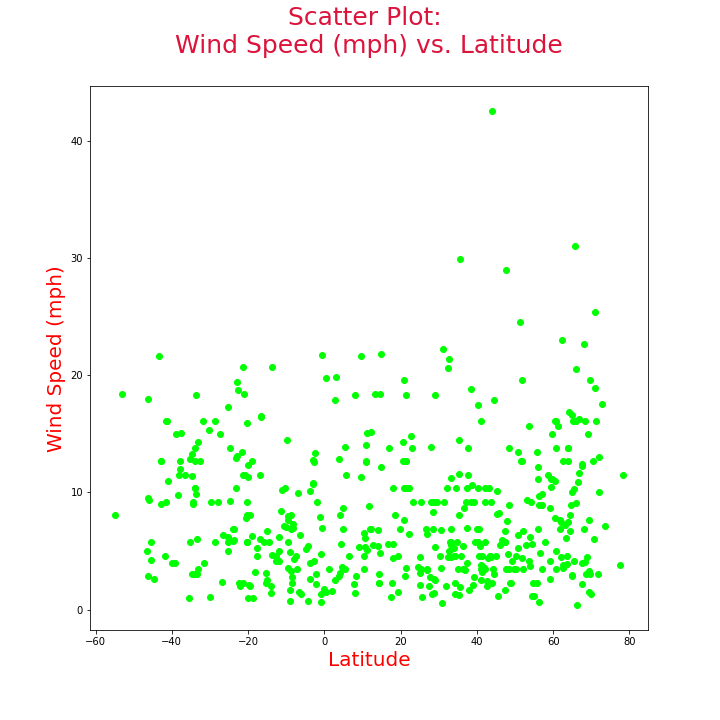 Scatter Plot:
Wind Speed (mph) vs. Latitude
Wind Speed (mph)
40
30
20
10
0
−60 −40 −20 0 20 40 60 80
Latitude